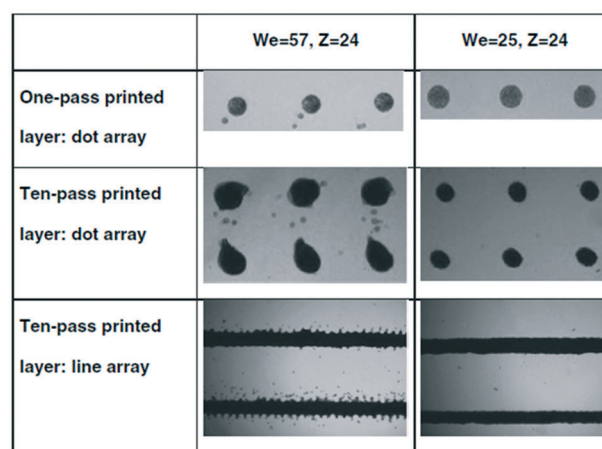 We=57, Z=24
We=25, Z=24
One-pass printed
layer: dot array
Ten-pass printed
layer: dot array
Ten-pass printed
layer: line array